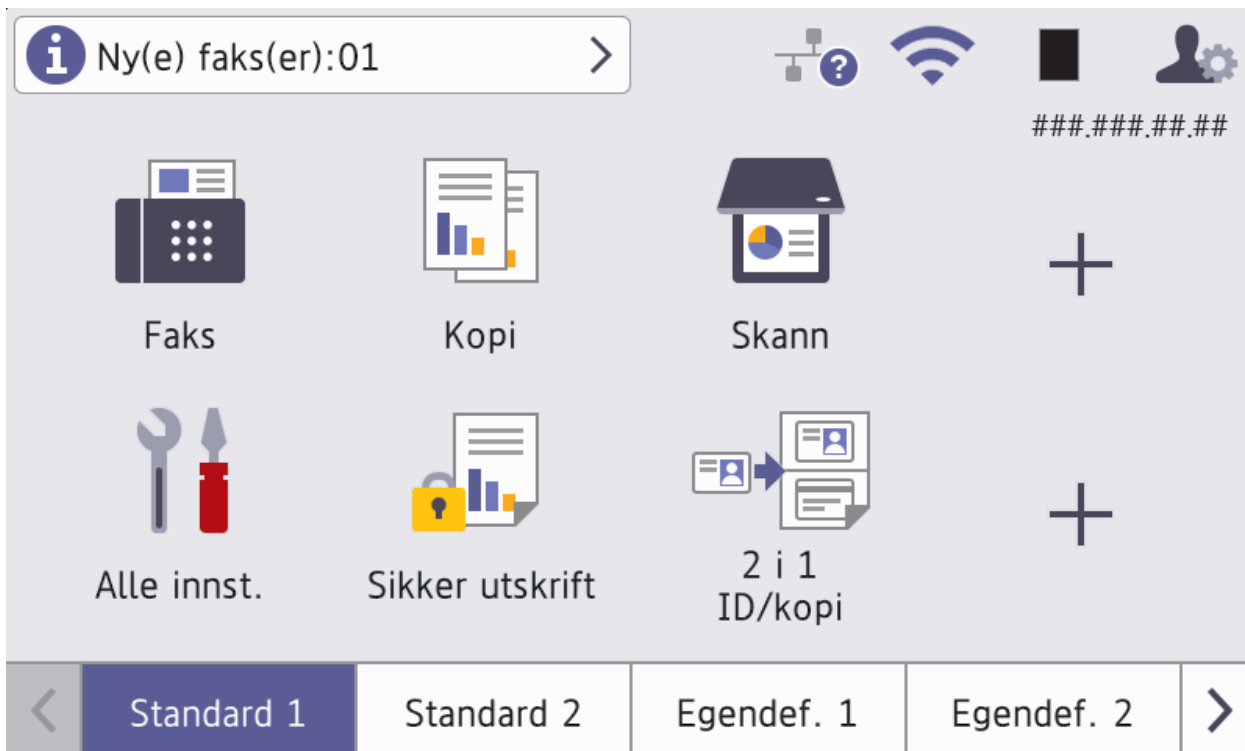 Ny(e) faks(er):01
###.###.##.##
Faks
Kopi
Skann
Alle innst.
Sikker utskrift
2 i 1
ID/kopi
Standard 1
Standard 2
Egendef. 1
Egendef. 2